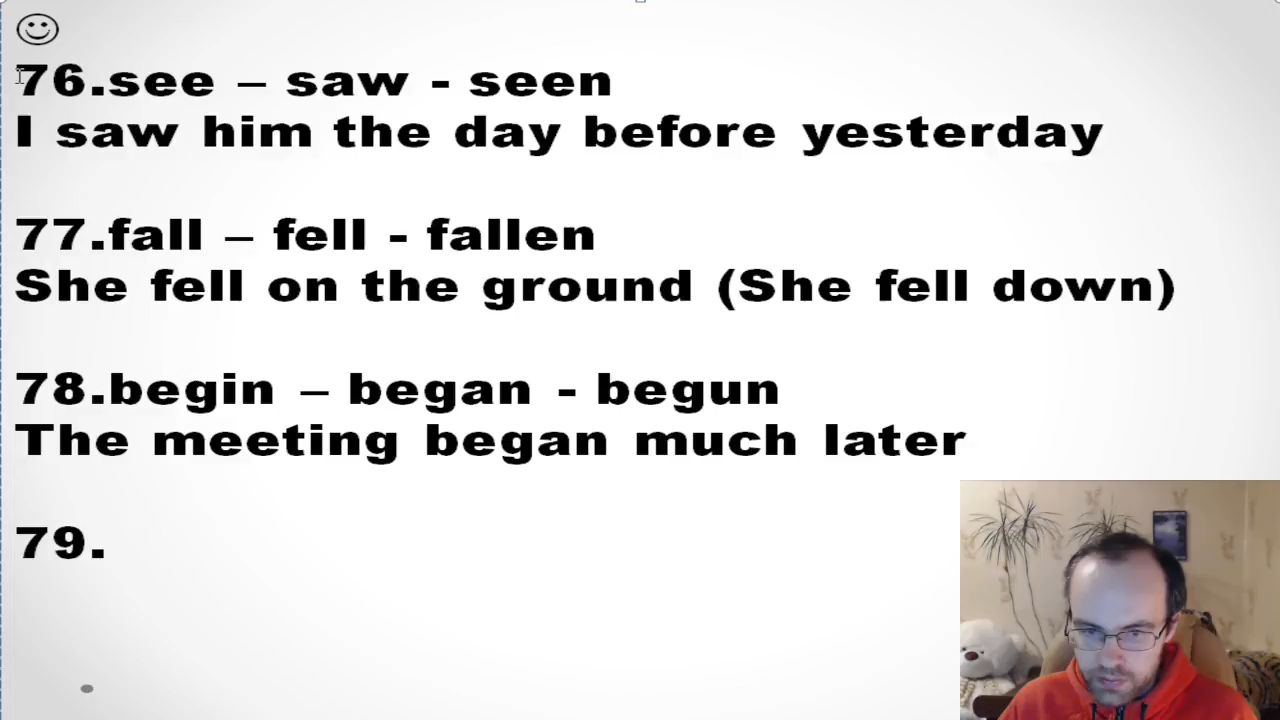 76.see – saw - seen
I saw him the day before yesterday
77.fall – fell - fallen
She fell on the ground (She fell down)
78.begin – began - begun
The meeting began much later
79.